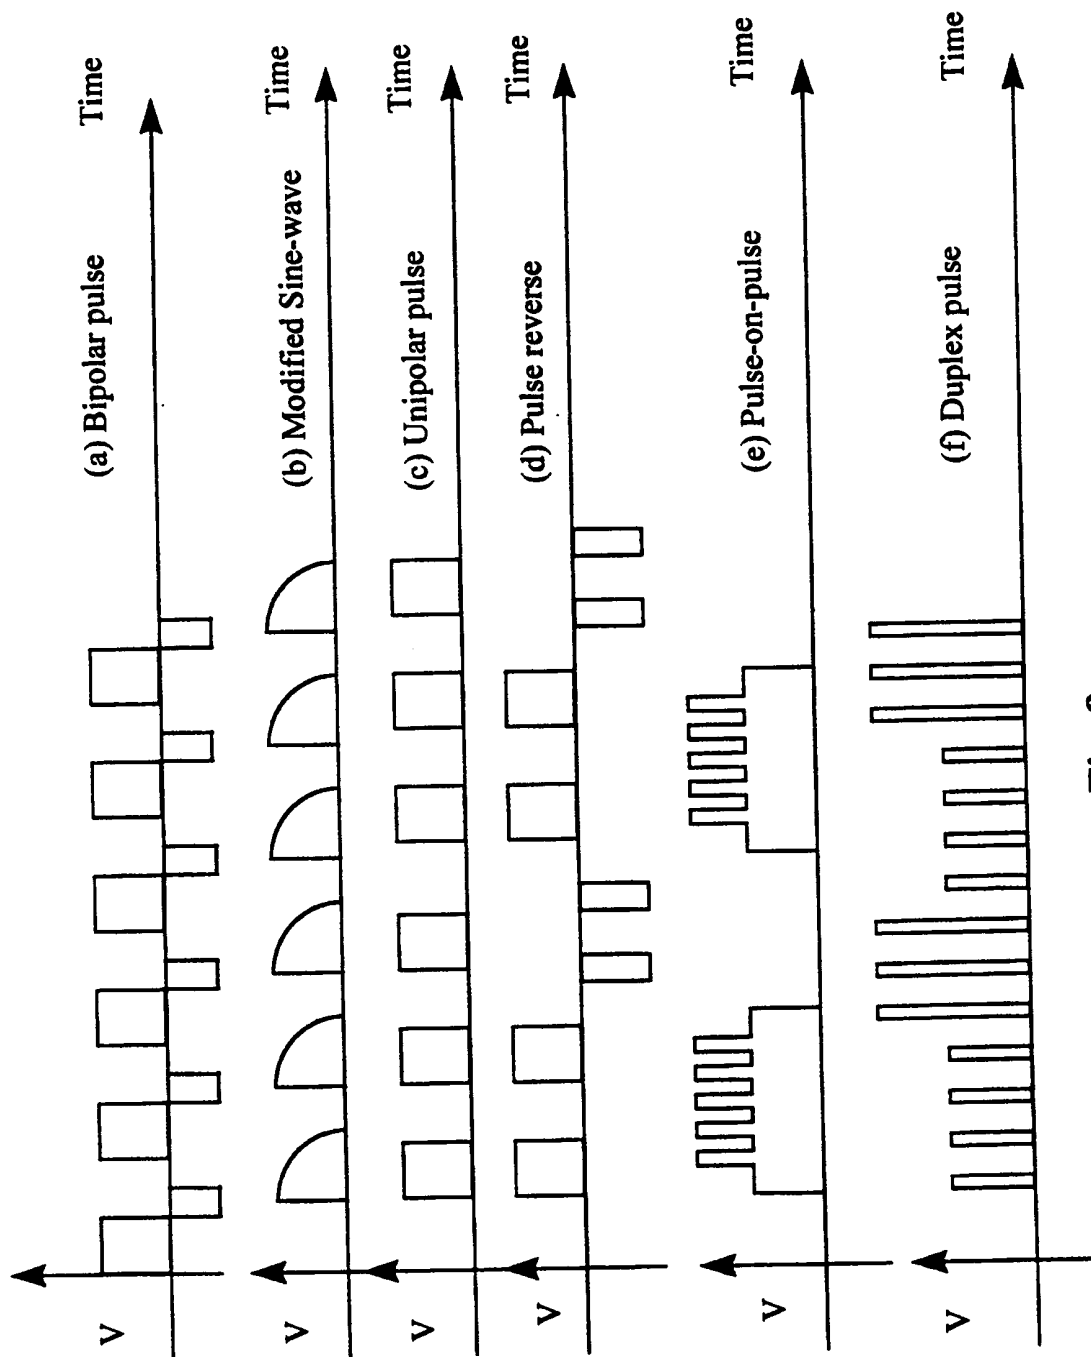 V
(a) Bipolar pulse
Time
V
(b) Modified Sine-wave
Time
V
(c) Unipolar pulse
Time
V
(d) Pulse reverse
Time
V
(e) Pulse-on-pulse
Time
V
(f) Duplex pulse
Time